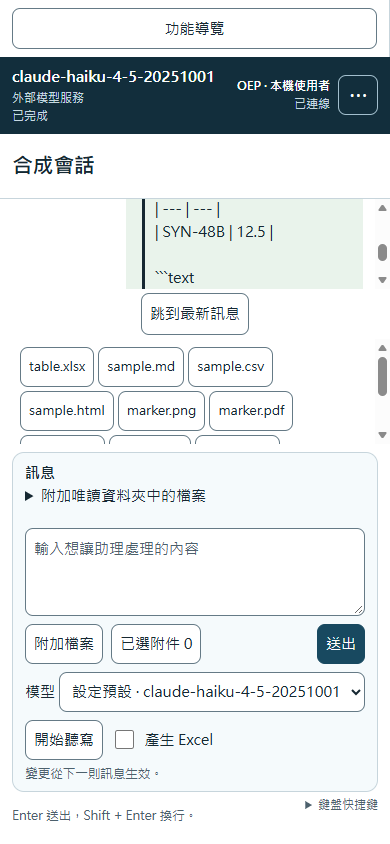 功能導覽
claude-haiku-4-5-20251001
外部模型服務
已完成
OEP · 本機使用者
已連線
...
合成會話
| --- | --- |
| SYN-48B | 12.5 |
```text
跳到最新訊息
table.xlsx sample.md sample.csv
sample.html marker.png marker.pdf
訊息
▶ 附加唯讀資料夾中的檔案
輸入想讓助理處理的內容
附加檔案 已選附件 0 送出
模型 設定預設 · claude-haiku-4-5-20251001
開始聽寫 產生 Excel
變更從下一則訊息生效。
▶ 鍵盤快捷鍵
Enter 送出，Shift + Enter 換行。